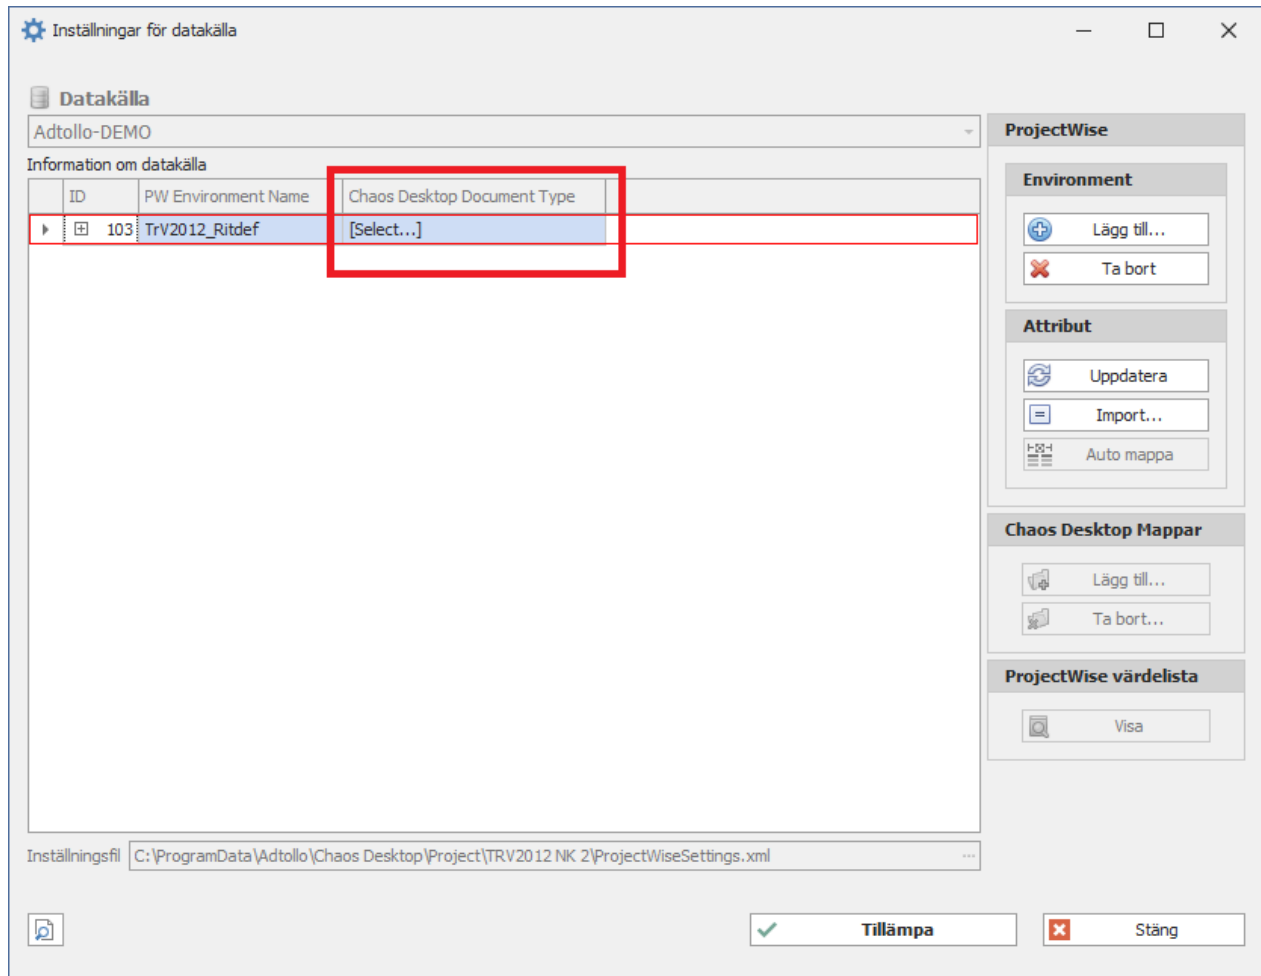 Inställningar för datakälla
Datakälla
Adtollo-DEMO
Information om datakälla
ID PW Environment Name Chaos Desktop Document Type
103 TrV2012_Ritdef [Select...]
ProjectWise
Environment
Lägg till...
Ta bort
Attribut
Uppdatera
Import...
Auto mappa
Chaos Desktop Mappar
Lägg till...
Ta bort...
ProjectWise värdelista
Visa
Inställningsfil C:\ProgramData\Adtollo\Chaos Desktop\Project\TRV2012 NK 2\ProjectWiseSettings.xml ...
Tillämpa Stäng